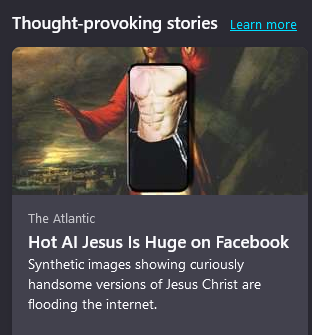 Thought-provoking stories Learn more
The Atlantic
Hot AI Jesus Is Huge on Facebook
Synthetic images showing curiously
handsome versions of Jesus Christ are
flooding the internet.